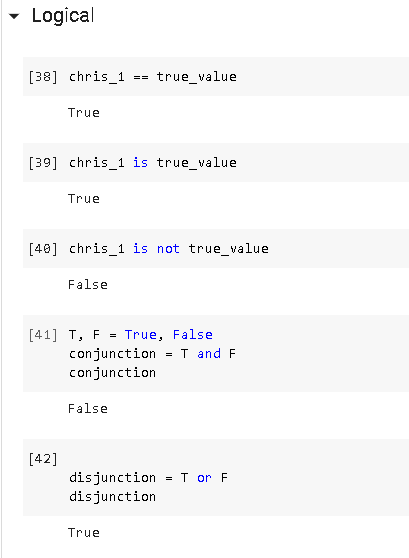 Logical
[38] chris_1 == true_value
True
[39] chris_1 is true_value
True
[40] chris_1 is not true_value
False
[41] T, F = True, False
conjunction = T and F
conjunction
False
[42]
disjunction = T or F
disjunction
True